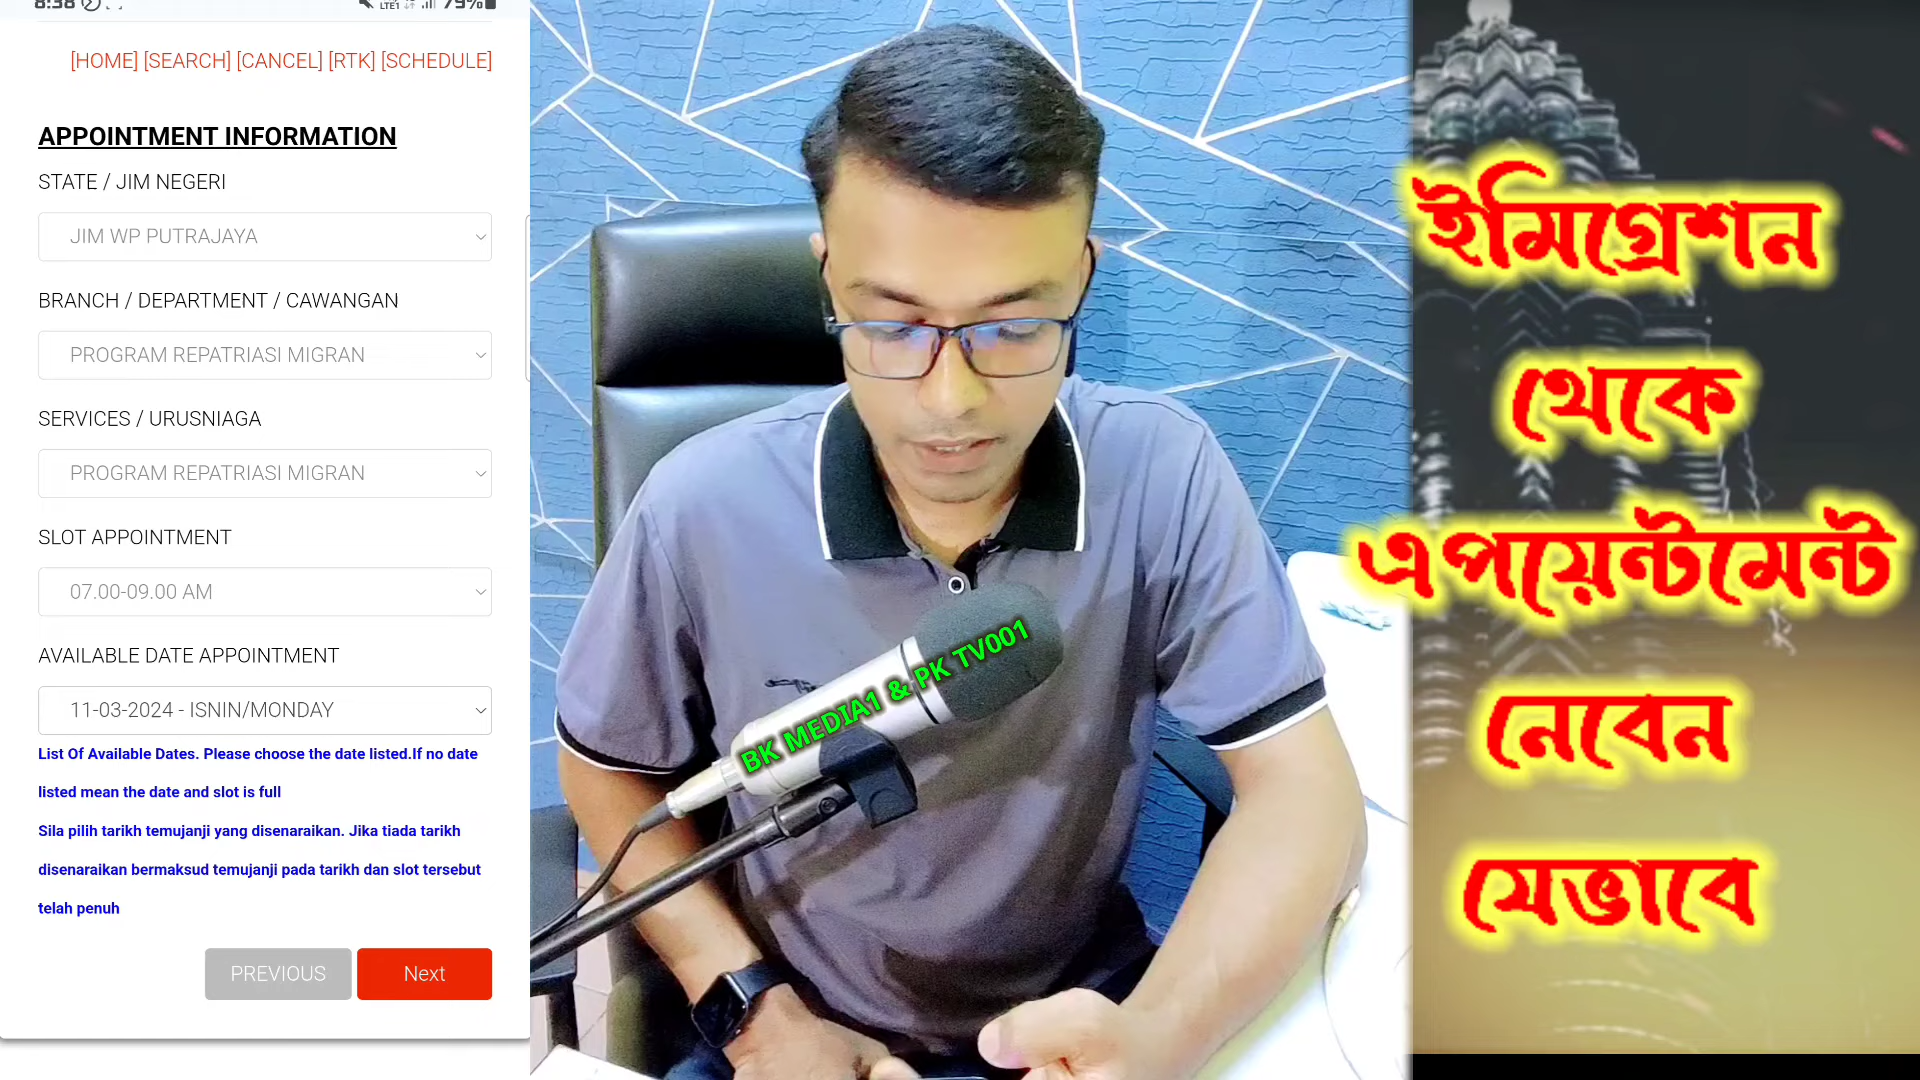 8:38
LTE1 79%
[HOME] [SEARCH] [CANCEL] [RTK] [SCHEDULE]
APPOINTMENT INFORMATION
STATE / JIM NEGERI
JIM WP PUTRAJAYA
BRANCH / DEPARTMENT / CAWANGAN
PROGRAM REPATRIASI MIGRAN
SERVICES / URUSNIAGA
PROGRAM REPATRIASI MIGRAN
SLOT APPOINTMENT
07.00-09.00 AM
AVAILABLE DATE APPOINTMENT
11-03-2024 - ISNIN/MONDAY
List Of Available Dates. Please choose the date listed.If no date
listed mean the date and slot is full
Sila pilih tarikh temujanji yang disenaraikan. Jika tiada tarikh
disenaraikan bermaksud temujanji pada tarikh dan slot tersebut
telah penuh
PREVIOUS Next
BK MEDIA1 & PK TV001
ইমিগ্রেশন
থেকে
এপয়েন্টমেন্ট
নেবেন
যেভাবে